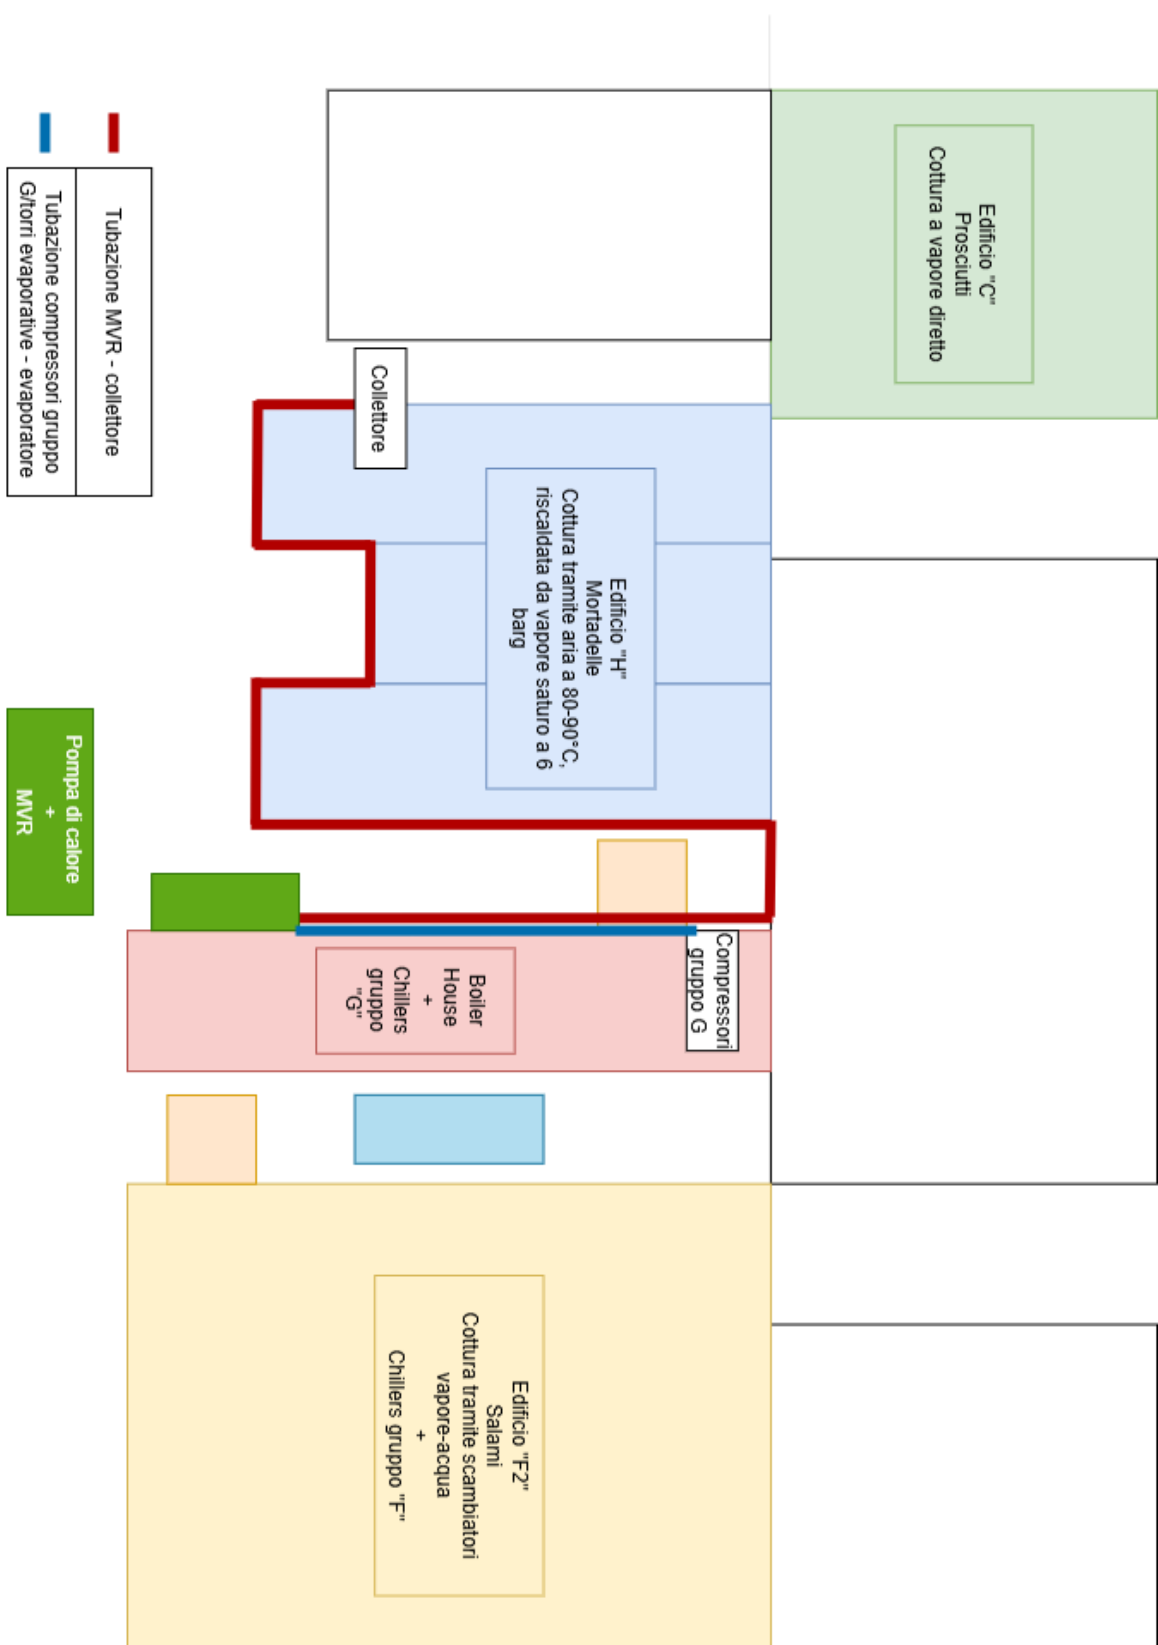 Edificio "C"
Prosciutti
Cottura a vapore diretto
Collettore
Edificio "H"
Mortadelle
Cottura tramite aria a 80-90°C,
riscaldata da vapore saturo a 6
barg
Compressori
gruppo G
Boiler
House
+
Chillers
gruppo
"G"
Edificio "F2"
Salami
Cottura tramite scambiatori
vapore-acqua
+
Chillers gruppo "F"
Tubazione MVR - collettore
Tubazione compressori gruppo
G/torri evaporative - evaporatore
Pompa di calore
+
MVR